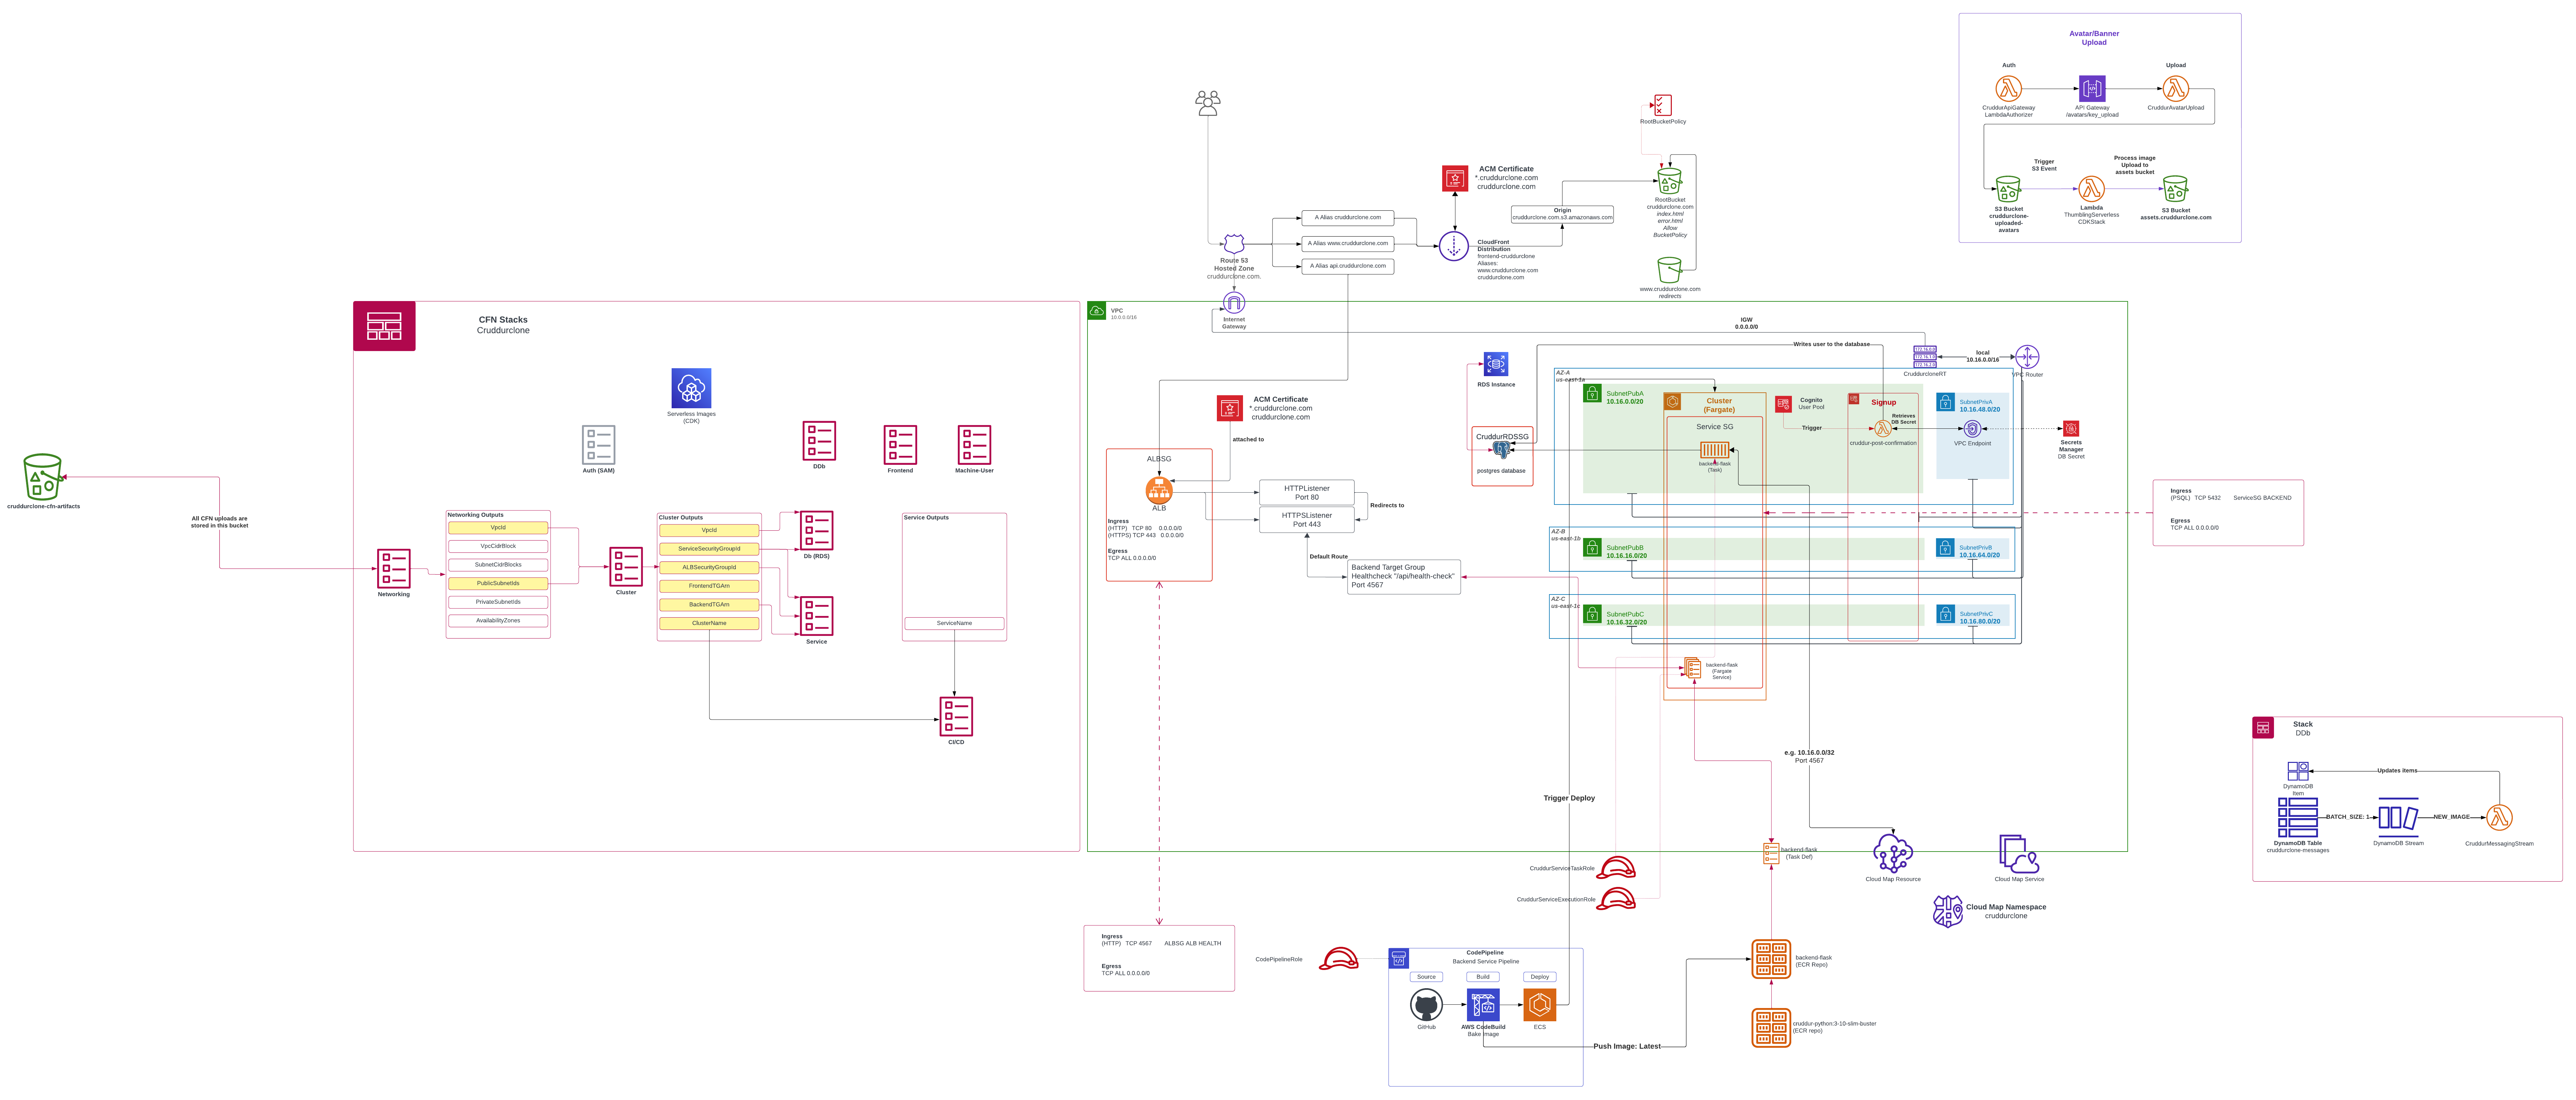 Avatar/Banner
Upload
Auth
Upload
CruddurApiGateway
LambdaAuthorizer
API Gateway
/avatars/key_upload
CruddurAvatarUpload
Trigger
S3 Event
Process image
Upload to
assets bucket
S3 Bucket
cruddurclone-
uploaded-
avatars
Lambda
ThumblingServerless
CDKStack
S3 Bucket
assets.cruddurclone.com
RootBucketPolicy
ACM Certificate
*.cruddurclone.com
cruddurclone.com
RootBucket
cruddurclone.com
index.html
error.html
Allow
BucketPolicy
Origin
cruddurclone.com.s3.amazonaws.com
A Alias cruddurclone.com
A Alias www.cruddurclone.com
A Alias api.cruddurclone.com
Route 53
Hosted Zone
cruddurclone.com.
CloudFront
Distribution
frontend-cruddurclone
Aliases:
www.cruddurclone.com
cruddurclone.com
www.cruddurclone.com
redirects
CFN Stacks
Cruddurclone
Serverless Images
(CDK)
Auth (SAM)
DDb
Frontend
Machine-User
cruddurclone-cfn-artifacts
All CFN uploads are
stored in this bucket
Networking
Networking Outputs
VpcId
VpcCidrBlock
SubnetCidrBlocks
PublicSubnetIds
PrivateSubnetIds
AvailabilityZones
Cluster
Cluster Outputs
VpcId
ServiceSecurityGroupId
ALBSecurityGroupId
FrontendTGArn
BackendTGArn
ClusterName
Db (RDS)
Service
Service Outputs
ServiceName
CI/CD
VPC
10.0.0.0/16
Internet
Gateway
IGW
0.0.0.0/0
Writes user to the database
172.16.0.0
172.16.1.0
172.16.2.0
CruddurcloneRT
local
10.16.0.0/16
VPC Router
RDS Instance
ACM Certificate
*.cruddurclone.com
cruddurclone.com
attached to
ALBSG
ALB
Ingress
(HTTP) TCP 80 0.0.0.0/0
(HTTPS) TCP 443 0.0.0.0/0
Egress
TCP ALL 0.0.0.0/0
HTTPListener
Port 80
HTTPSListener
Port 443
Redirects to
Default Route
Backend Target Group
Healthcheck "/api/health-check"
Port 4567
CruddurRDSSG
postgres database
AZ-A
us-east-1a
SubnetPubA
10.16.0.0/20
Cluster
(Fargate)
Service SG
backend-flask
(Task)
Cognito
User Pool
Trigger
Signup
Retrieves
DB Secret
cruddur-post-confirmation
SubnetPrivA
10.16.48.0/20
VPC Endpoint
Secrets
Manager
DB Secret
AZ-B
us-east-1b
SubnetPubB
10.16.16.0/20
SubnetPrivB
10.16.64.0/20
AZ-C
us-east-1c
SubnetPubC
10.16.32.0/20
SubnetPrivC
10.16.80.0/20
backend-flask
(Fargate
Service)
Ingress
(PSQL) TCP 5432 ServiceSG BACKEND
Egress
TCP ALL 0.0.0.0/0
e.g. 10.16.0.0/32
Port 4567
Trigger Deploy
CruddurServiceTaskRole
CruddurServiceExecutionRole
backend-flask
(Task Def)
Cloud Map Resource
Cloud Map Service
Cloud Map Namespace
cruddurclone
Stack
DDb
DynamoDB
Item
Updates items
BATCH_SIZE: 1
NEW_IMAGE
DynamoDB Table
cruddurclone-messages
DynamoDB Stream
CruddurMessagingStream
Ingress
(HTTP) TCP 4567 ALBSG ALB HEALTH
Egress
TCP ALL 0.0.0.0/0
CodePipelineRole
CodePipeline
Backend Service Pipeline
Source
Build
Deploy
GitHub
AWS CodeBuild
Bake Image
ECS
Push Image: Latest
backend-flask
(ECR Repo)
cruddur-python:3-10-slim-buster
(ECR repo)